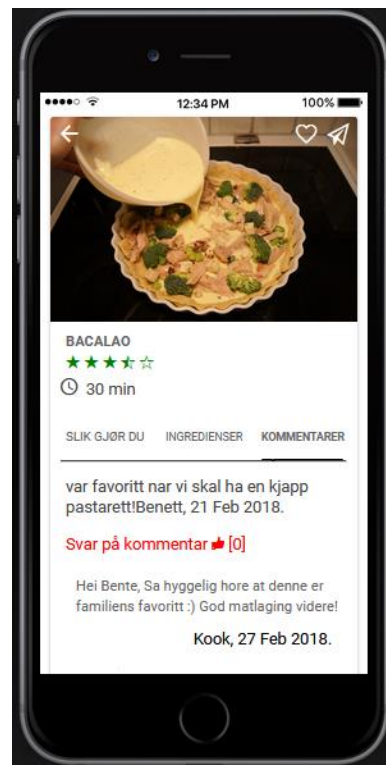 12:34 PM
100%
BACALAO
30 min
SLIK GJØR DU INGREDIENSER KOMMENTARER
var favoritt nar vi skal ha en kjapp
pastarett!Benett, 21 Feb 2018.
Svar på kommentar [0]
Hei Bente, Sa hyggelig hore at denne er
familiens favoritt :) God matlaging videre!
Kook, 27 Feb 2018.